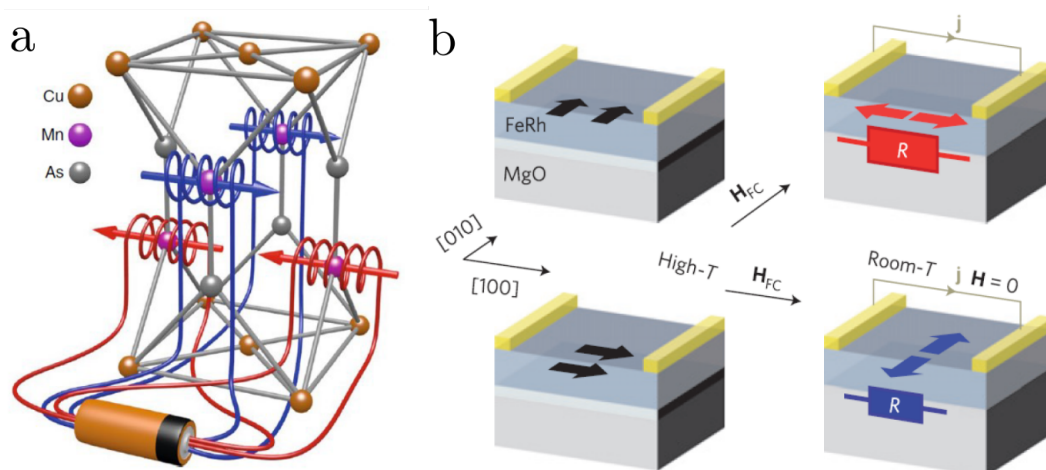 a
Cu
Mn
As
b
FeRh
MgO
[010]
[100]
High-T
H_FC
H_FC
j
R
Room-T
j H = 0
R